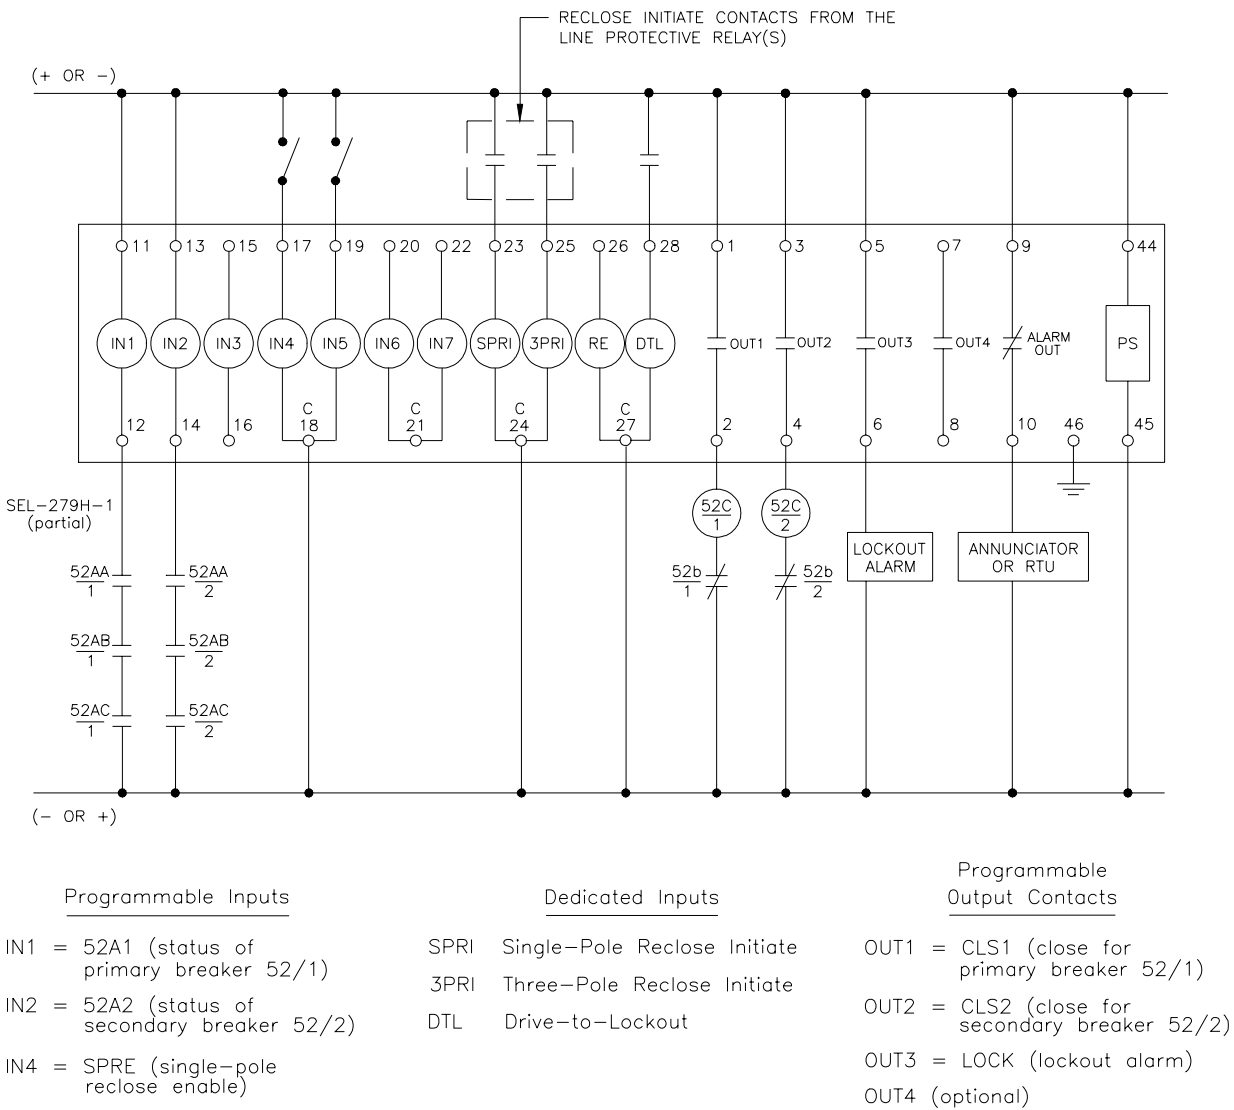 RECLOSE INITIATE CONTACTS FROM THE
LINE PROTECTIVE RELAY(S)
(+ OR -)
11 13 15 17 19 20 22 23 25 26 28 1 3 5 7 9 44
IN1 IN2 IN3 IN4 IN5 IN6 IN7 SPRI 3PRI RE DTL OUT1 OUT2 OUT3 OUT4 ALARM OUT PS
C C C C
12 14 16 18 21 24 27 2 4 6 8 10 46 45
SEL-279H-1
(partial)
52C
1
52C
2
LOCKOUT
ALARM
ANNUNCIATOR
OR RTU
52AA
1
52AA
2
52b
1
52b
2
52AB
1
52AB
2
52AC
1
52AC
2
(- OR +)
Programmable Inputs
IN1 = 52A1 (status of
primary breaker 52/1)
IN2 = 52A2 (status of
secondary breaker 52/2)
IN4 = SPRE (single-pole
reclose enable)
Dedicated Inputs
SPRI Single-Pole Reclose Initiate
3PRI Three-Pole Reclose Initiate
DTL Drive-to-Lockout
Programmable
Output Contacts
OUT1 = CLS1 (close for
primary breaker 52/1)
OUT2 = CLS2 (close for
secondary breaker 52/2)
OUT3 = LOCK (lockout alarm)
OUT4 (optional)